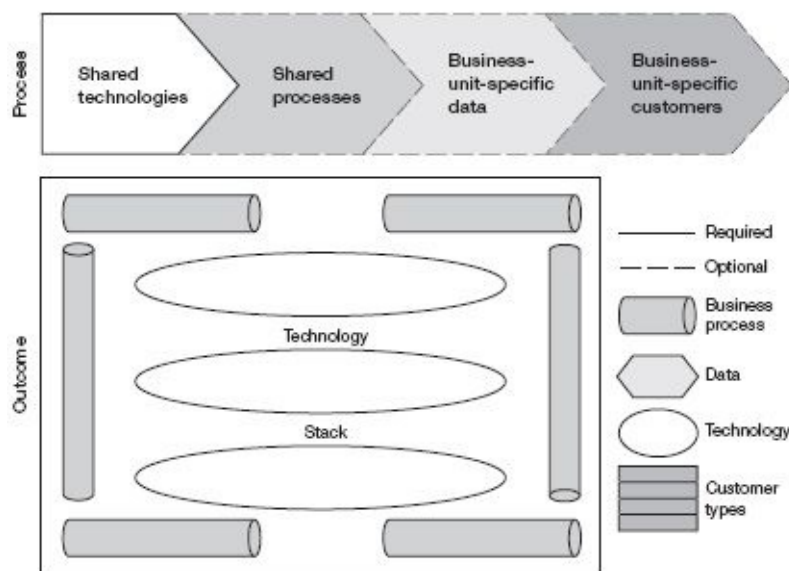 Process
Shared
technologies
Shared
processes
Business-
unit-specific
data
Business-
unit-specific
customers
Outcome
Technology
Stack
Required
Optional
Business
process
Data
Technology
Customer
types